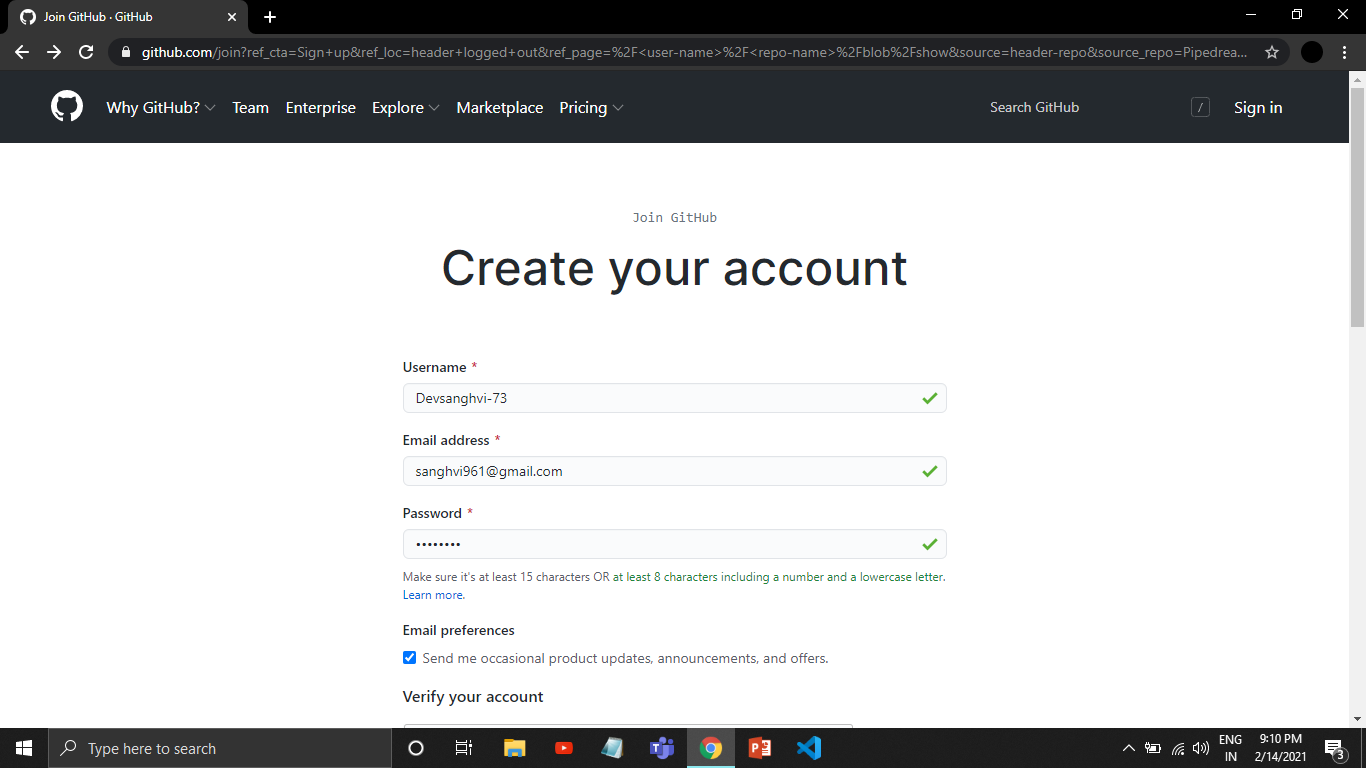 Join GitHub · GitHub
github.com/join?ref_cta=Sign+up&ref_loc=header+logged+out&ref_page=%2F<user-name>%2F<repo-name>%2Fblob%2Fshow&source=header-repo&source_repo=Pipedrea...
Why GitHub? Team Enterprise Explore Marketplace Pricing Search GitHub / Sign in
Join GitHub
Create your account
Username *
Devsanghvi-73
Email address *
sanghvi961@gmail.com
Password *
••••••••
Make sure it's at least 15 characters OR at least 8 characters including a number and a lowercase letter.
Learn more.
Email preferences
Send me occasional product updates, announcements, and offers.
Verify your account
Type here to search
ENG
IN
9:10 PM
2/14/2021
3